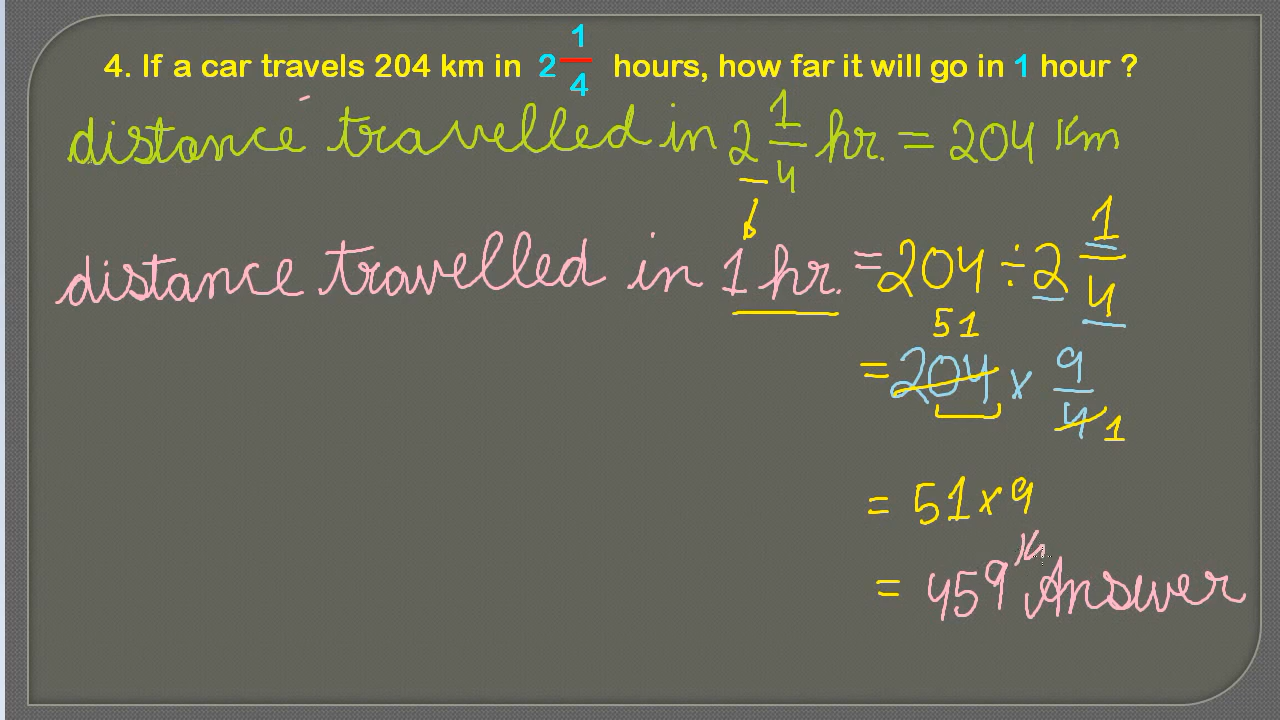 4. If a car travels 204 km in 2 1/4 hours, how far it will go in 1 hour ?
distance travelled in 2 1/4 hr. = 204 Km
distance travelled in 1 hr. = 204 ÷ 2 1/4
51
= 204 × 9/4 1
= 51 × 9
= 459 K Answer